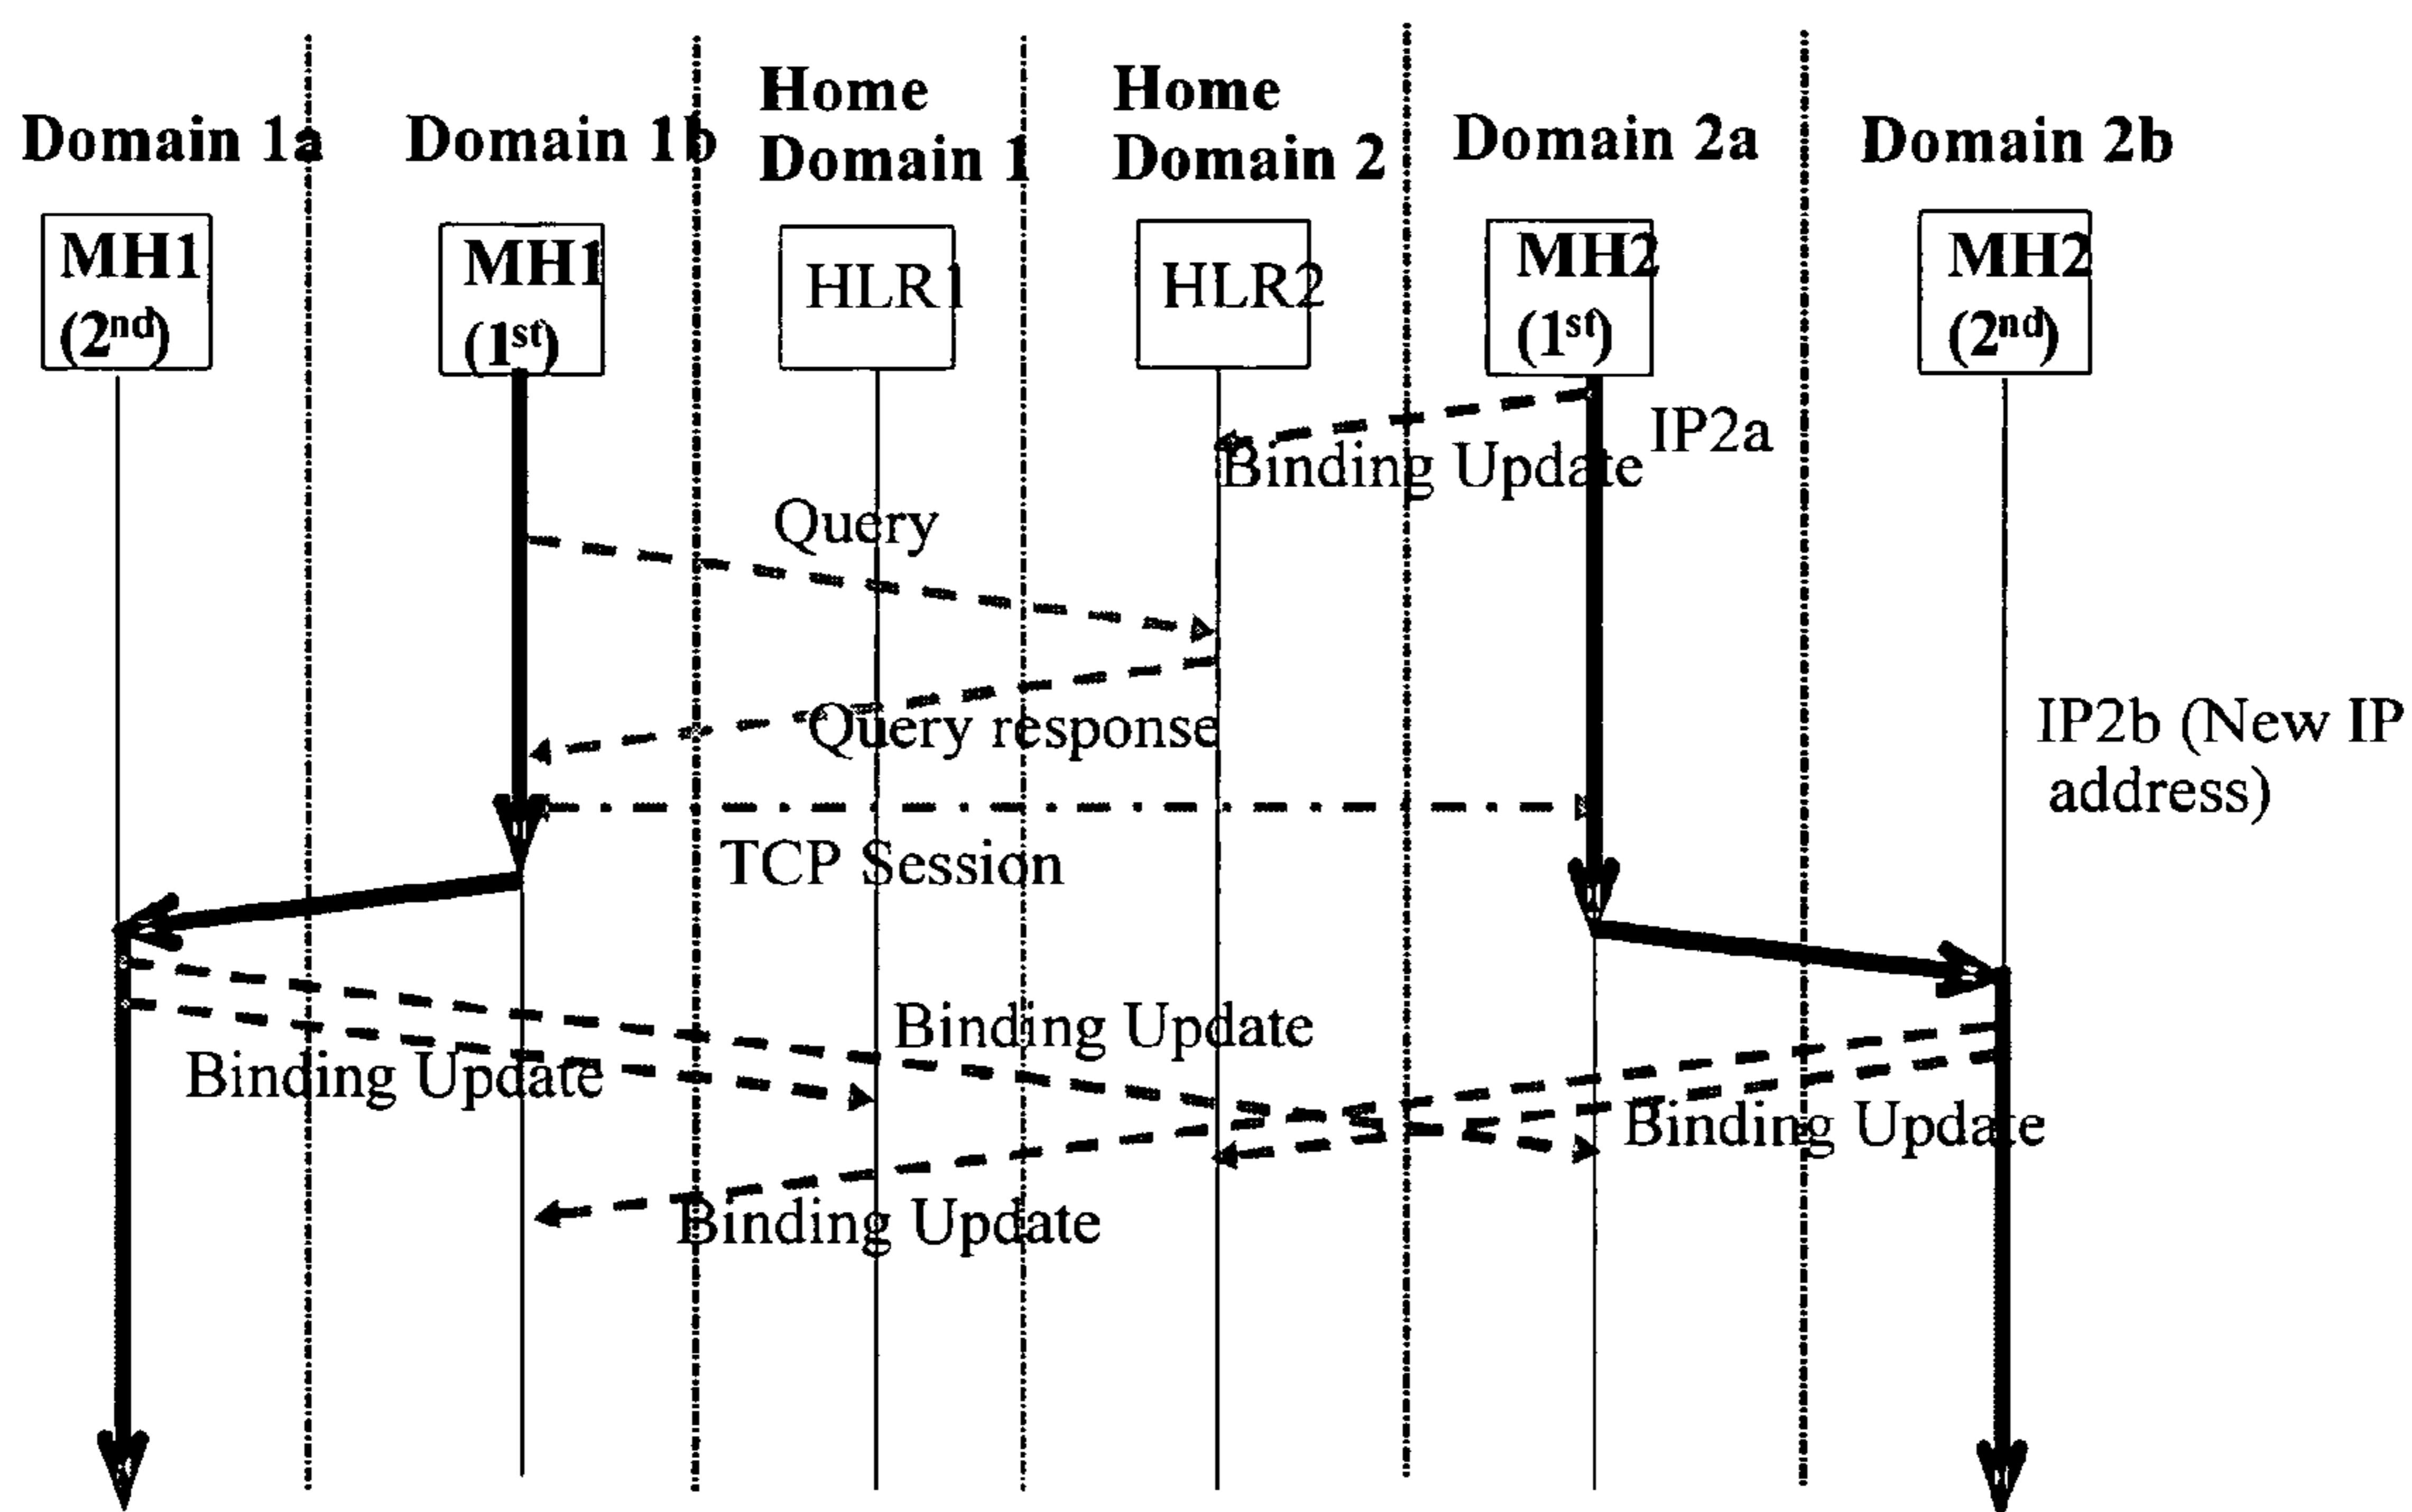 Domain 1a
Domain 1b
Home
Domain 1
Home
Domain 2
Domain 2a
Domain 2b
MH1
(2nd)
MH1
(1st)
HLR1
HLR2
MH2
(1st)
MH2
(2nd)
IP2a
Binding Update
Query
Query response
IP2b (New IP
address)
TCP Session
Binding Update
Binding Update
Binding Update
Binding Update